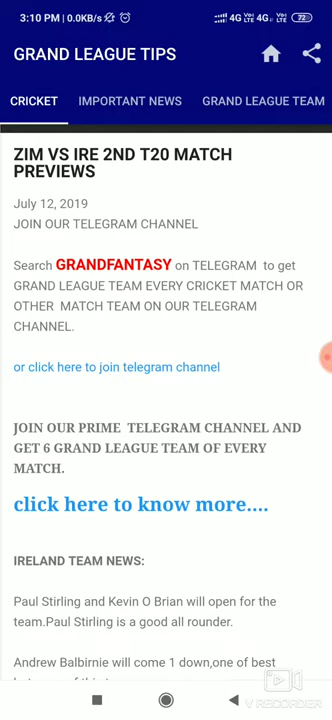 3:10 PM | 0.0KB/s 4G Vo LTE 4G Vo LTE 72
GRAND LEAGUE TIPS
CRICKET IMPORTANT NEWS GRAND LEAGUE TEAM
ZIM VS IRE 2ND T20 MATCH
PREVIEWS
July 12, 2019
JOIN OUR TELEGRAM CHANNEL
Search GRANDFANTASY on TELEGRAM to get
GRAND LEAGUE TEAM EVERY CRICKET MATCH OR
OTHER MATCH TEAM ON OUR TELEGRAM
CHANNEL.
or click here to join telegram channel
JOIN OUR PRIME TELEGRAM CHANNEL AND
GET 6 GRAND LEAGUE TEAM OF EVERY
MATCH.
click here to know more....
IRELAND TEAM NEWS:
Paul Stirling and Kevin O Brian will open for the
team.Paul Stirling is a good all rounder.
Andrew Balbirnie will come 1 down,one of best
V RECORDER